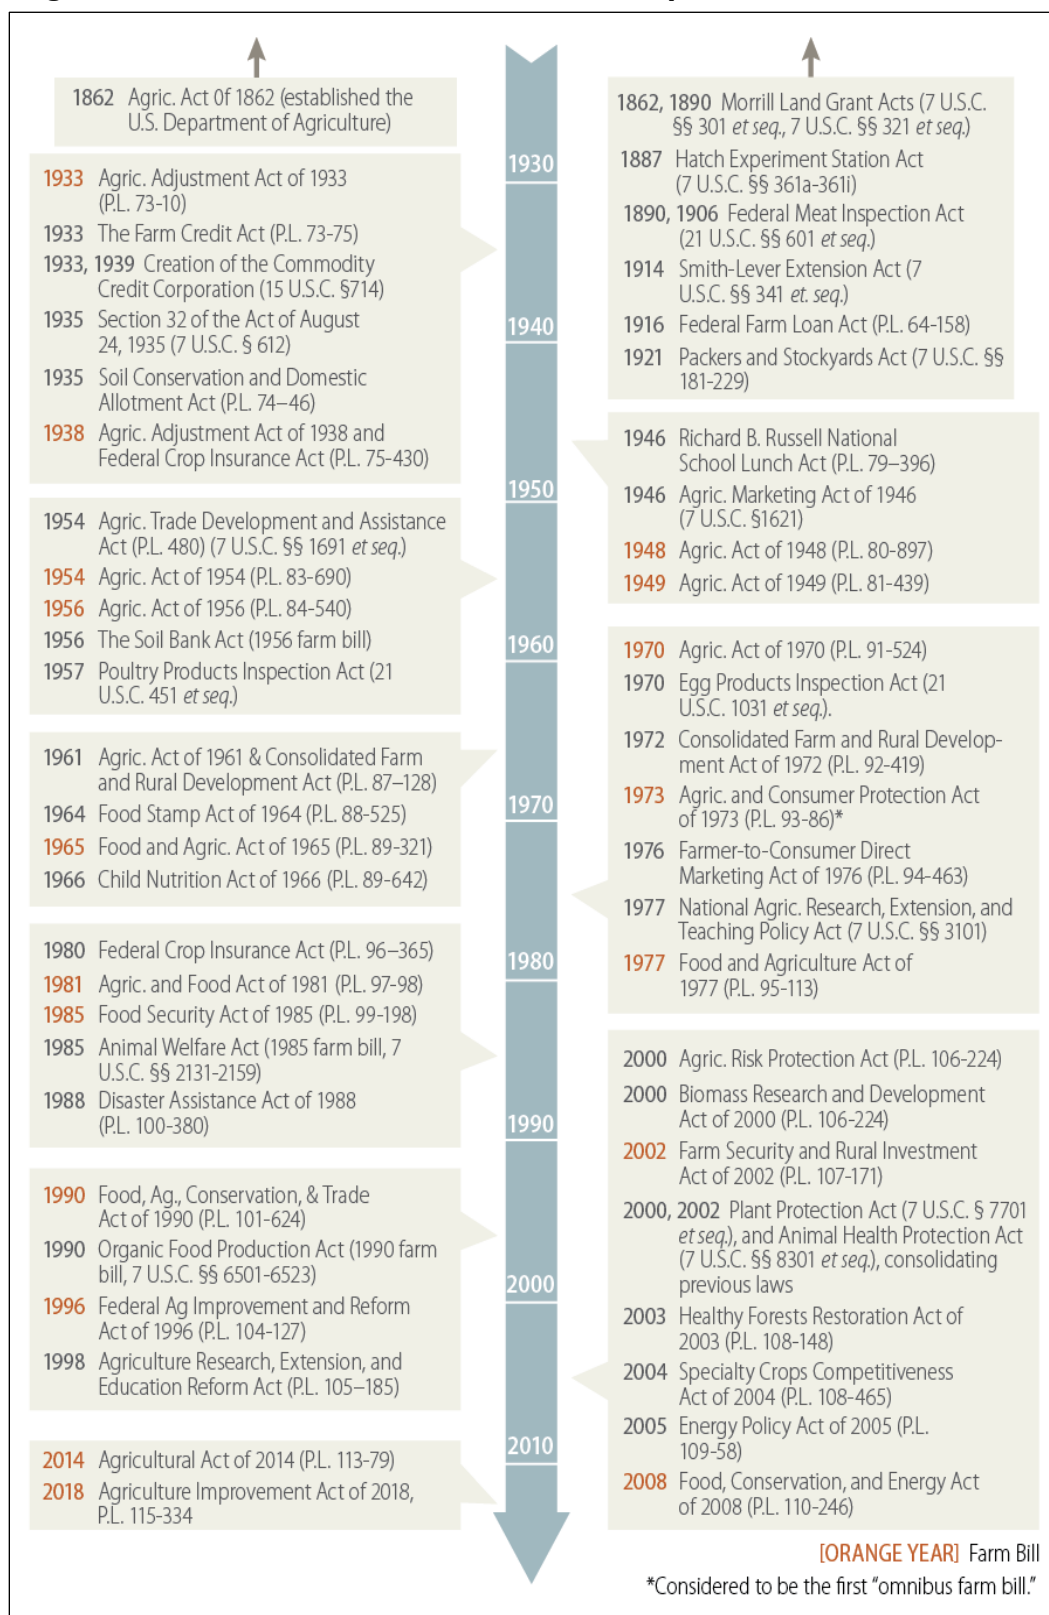 1862 Agric. Act 0f 1862 (established the
U.S. Department of Agriculture)
1933 Agric. Adjustment Act of 1933
(P.L. 73-10)
1933 The Farm Credit Act (P.L. 73-75)
1933, 1939 Creation of the Commodity
Credit Corporation (15 U.S.C. §714)
1935 Section 32 of the Act of August
24, 1935 (7 U.S.C. § 612)
1935 Soil Conservation and Domestic
Allotment Act (P.L. 74–46)
1938 Agric. Adjustment Act of 1938 and
Federal Crop Insurance Act (P.L. 75-430)
1954 Agric. Trade Development and Assistance
Act (P.L. 480) (7 U.S.C. §§ 1691 et seq.)
1954 Agric. Act of 1954 (P.L. 83-690)
1956 Agric. Act of 1956 (P.L. 84-540)
1956 The Soil Bank Act (1956 farm bill)
1957 Poultry Products Inspection Act (21
U.S.C. 451 et seq.)
1961 Agric. Act of 1961 & Consolidated Farm
and Rural Development Act (P.L. 87–128)
1964 Food Stamp Act of 1964 (P.L. 88-525)
1965 Food and Agric. Act of 1965 (P.L. 89-321)
1966 Child Nutrition Act of 1966 (P.L. 89-642)
1980 Federal Crop Insurance Act (P.L. 96–365)
1981 Agric. and Food Act of 1981 (P.L. 97-98)
1985 Food Security Act of 1985 (P.L. 99-198)
1985 Animal Welfare Act (1985 farm bill, 7
U.S.C. §§ 2131-2159)
1988 Disaster Assistance Act of 1988
(P.L. 100-380)
1990 Food, Ag., Conservation, & Trade
Act of 1990 (P.L. 101-624)
1990 Organic Food Production Act (1990 farm
bill, 7 U.S.C. §§ 6501-6523)
1996 Federal Ag Improvement and Reform
Act of 1996 (P.L. 104-127)
1998 Agriculture Research, Extension, and
Education Reform Act (P.L. 105–185)
2014 Agricultural Act of 2014 (P.L. 113-79)
2018 Agriculture Improvement Act of 2018,
P.L. 115-334
1930
1940
1950
1960
1970
1980
1990
2000
2010
1862, 1890 Morrill Land Grant Acts (7 U.S.C.
§§ 301 et seq., 7 U.S.C. §§ 321 et seq.)
1887 Hatch Experiment Station Act
(7 U.S.C. §§ 361a-361i)
1890, 1906 Federal Meat Inspection Act
(21 U.S.C. §§ 601 et seq.)
1914 Smith-Lever Extension Act (7
U.S.C. §§ 341 et. seq.)
1916 Federal Farm Loan Act (P.L. 64-158)
1921 Packers and Stockyards Act (7 U.S.C. §§
181-229)
1946 Richard B. Russell National
School Lunch Act (P.L. 79–396)
1946 Agric. Marketing Act of 1946
(7 U.S.C. §1621)
1948 Agric. Act of 1948 (P.L. 80-897)
1949 Agric. Act of 1949 (P.L. 81-439)
1970 Agric. Act of 1970 (P.L. 91-524)
1970 Egg Products Inspection Act (21
U.S.C. 1031 et seq.).
1972 Consolidated Farm and Rural Develop-
ment Act of 1972 (P.L. 92-419)
1973 Agric. and Consumer Protection Act
of 1973 (P.L. 93-86)*
1976 Farmer-to-Consumer Direct
Marketing Act of 1976 (P.L. 94-463)
1977 National Agric. Research, Extension, and
Teaching Policy Act (7 U.S.C. §§ 3101)
1977 Food and Agriculture Act of
1977 (P.L. 95-113)
2000 Agric. Risk Protection Act (P.L. 106-224)
2000 Biomass Research and Development
Act of 2000 (P.L. 106-224)
2002 Farm Security and Rural Investment
Act of 2002 (P.L. 107-171)
2000, 2002 Plant Protection Act (7 U.S.C. § 7701
et seq.), and Animal Health Protection Act
(7 U.S.C. §§ 8301 et seq.), consolidating
previous laws
2003 Healthy Forests Restoration Act of
2003 (P.L. 108-148)
2004 Specialty Crops Competitiveness
Act of 2004 (P.L. 108-465)
2005 Energy Policy Act of 2005 (P.L.
109-58)
2008 Food, Conservation, and Energy Act
of 2008 (P.L. 110-246)
[ORANGE YEAR] Farm Bill
*Considered to be the first “omnibus farm bill.”